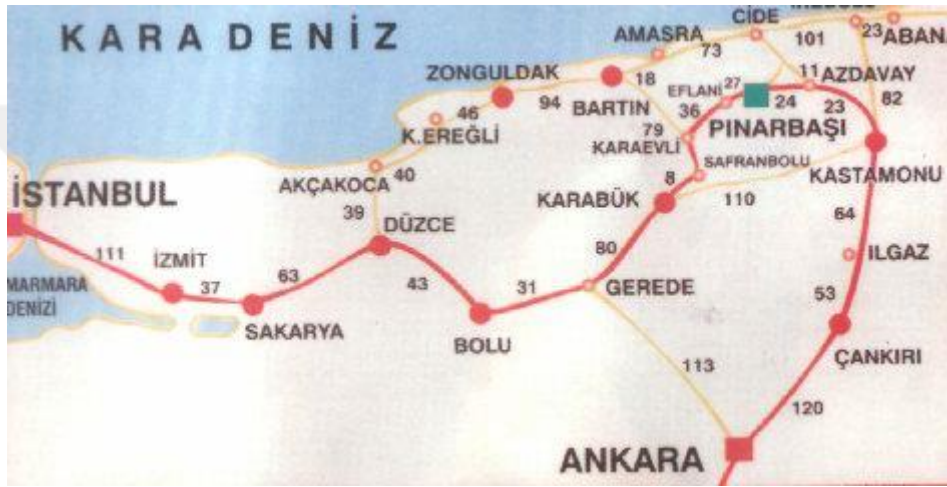 KARA DENİZ
CİDE
23
ABANA
AMASRA
73
101
ZONGULDAK
18
11
AZDAVAY
46
94
BARTIN
EFLANİ
27
24
23
82
K.EREĞLİ
36
PINARBAŞI
79
KARAEVLİ
SAFRANBOLU
KASTAMONU
AKÇAKOCA
40
8
110
İSTANBUL
KARABÜK
39
DÜZCE
64
111
İZMİT
63
80
ILGAZ
37
43
31
GEREDE
MARMARA
DENİZİ
53
SAKARYA
BOLU
ÇANKIRI
113
120
ANKARA